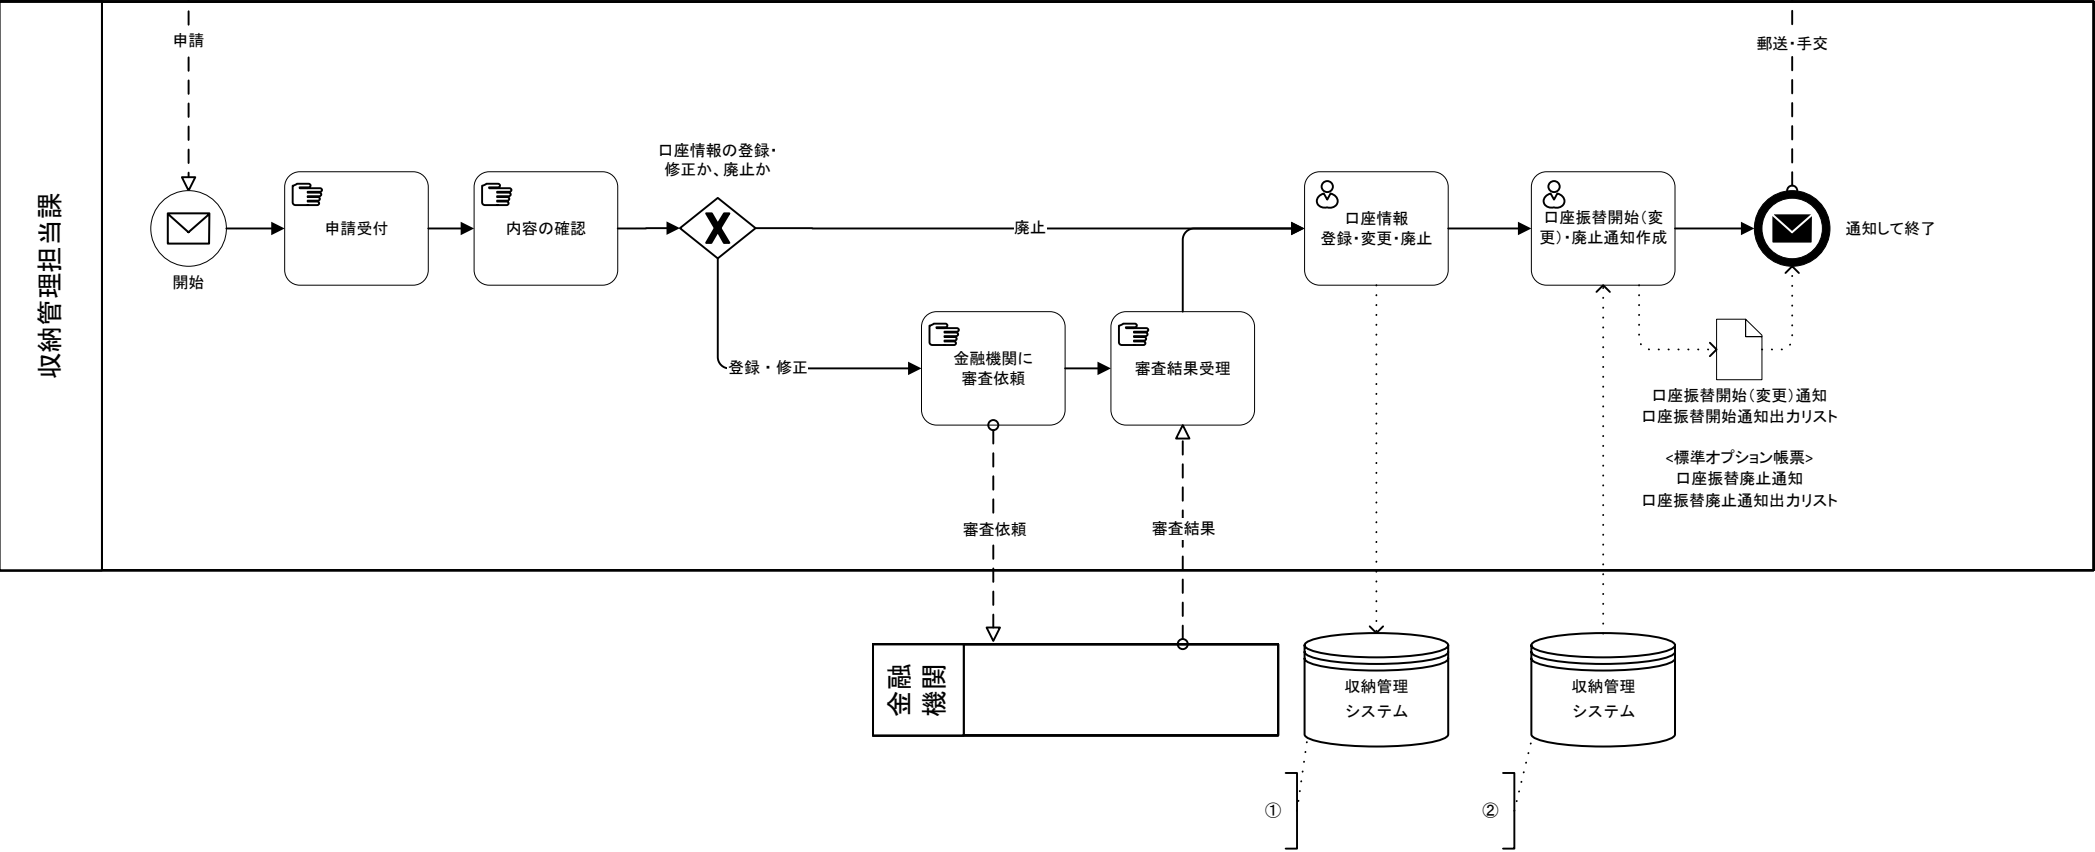 収納管理担当課
申請
開始
申請受付
内容の確認
口座情報の登録・
修正か、廃止か
廃止
登録・修正
金融機関に
審査依頼
審査結果受理
審査依頼
審査結果
口座情報
登録・変更・廃止
口座振替開始（変
更）・廃止通知作成
郵送・手交
通知して終了
口座振替開始（変更）通知
口座振替開始通知出力リスト
<標準オプション帳票>
口座振替廃止通知
口座振替廃止通知出力リスト
金融
機関
収納管理
システム
収納管理
システム
①
②